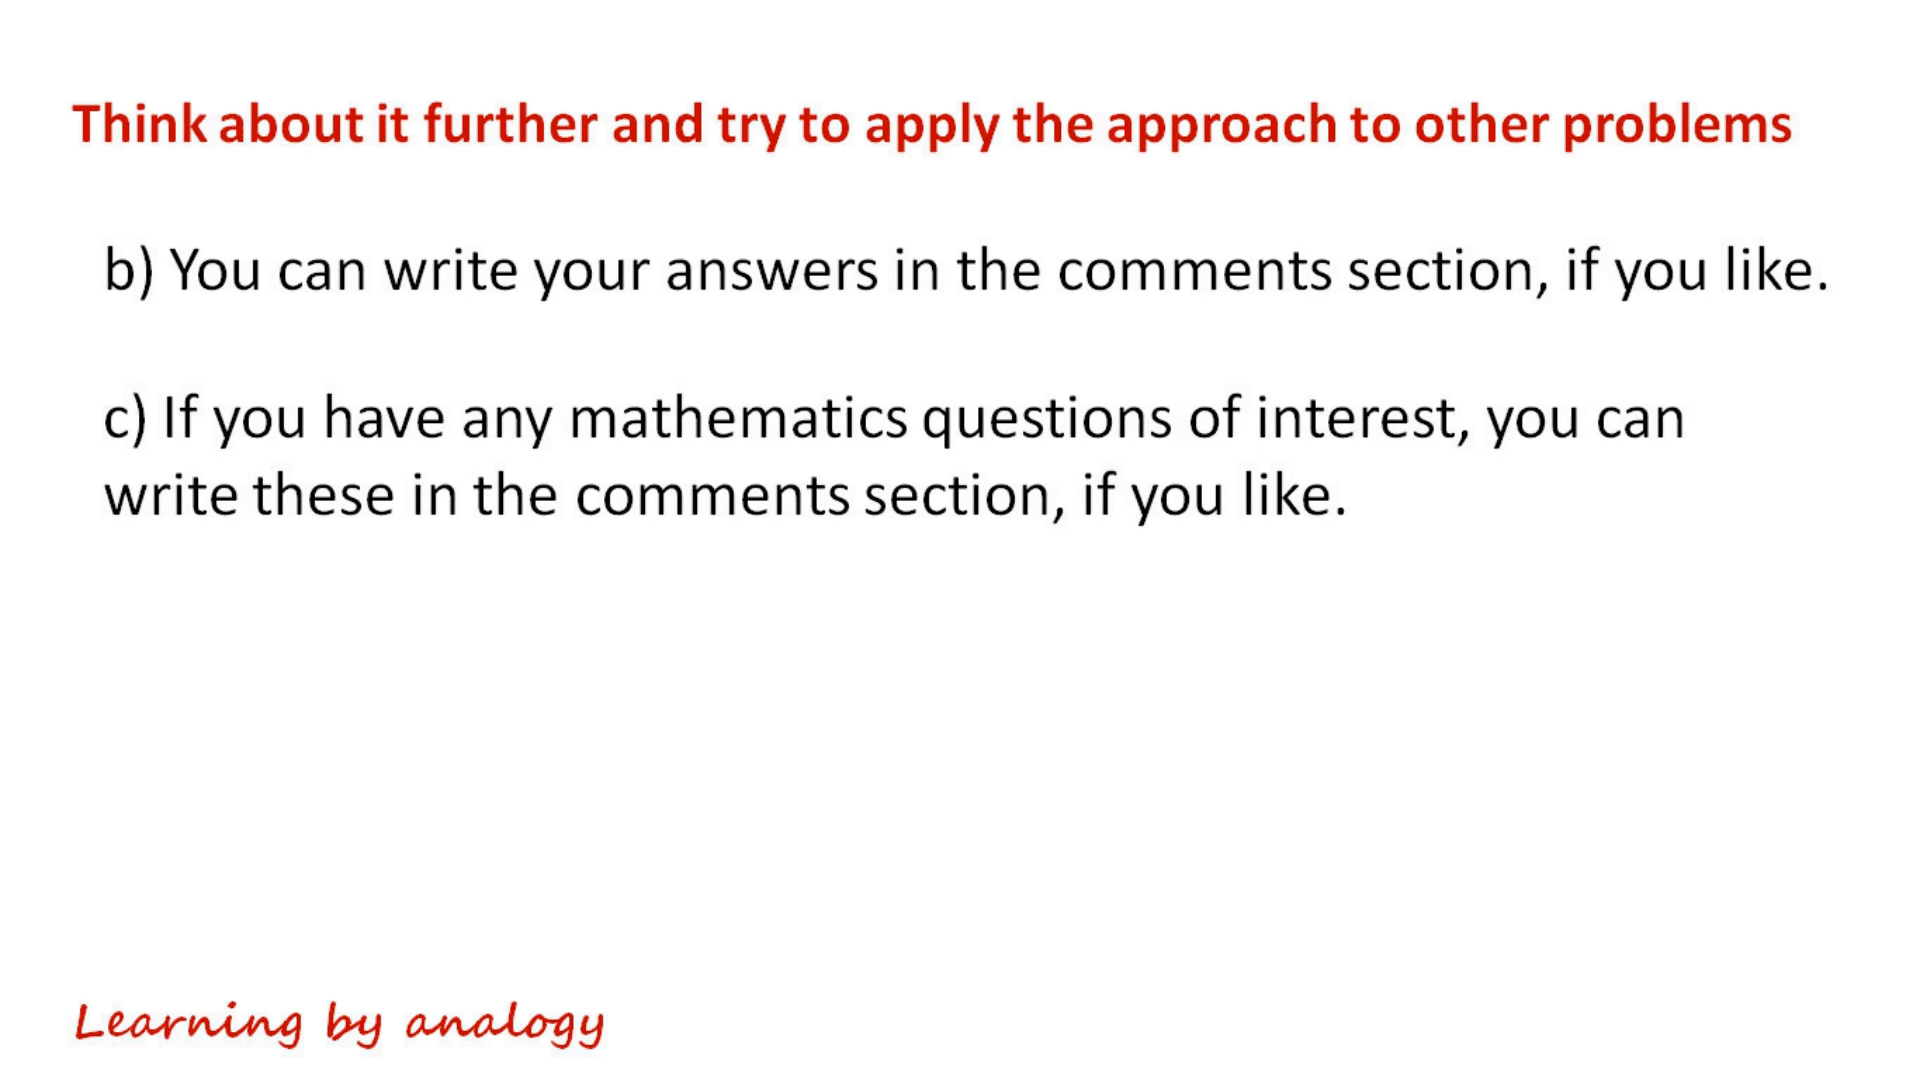 Think about it further and try to apply the approach to other problems
b) You can write your answers in the comments section, if you like.
c) If you have any mathematics questions of interest, you can
write these in the comments section, if you like.
Learning by analogy